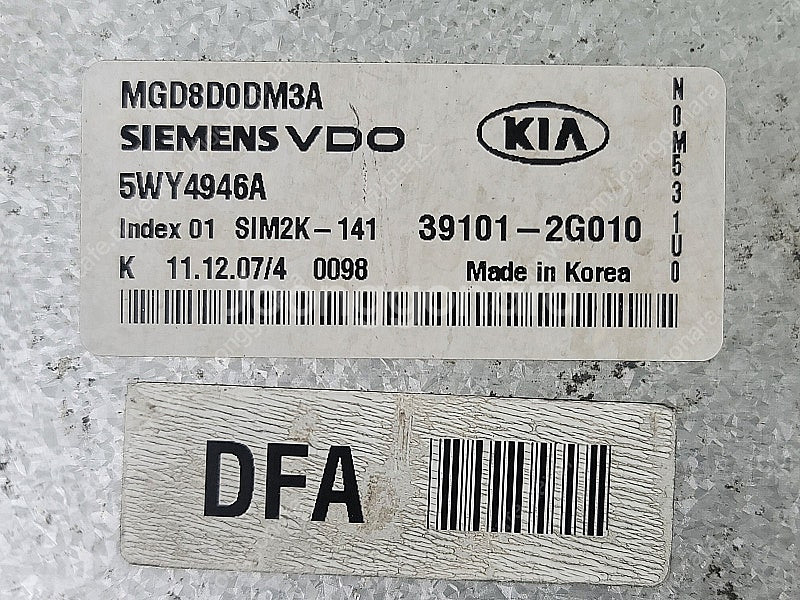 MGD8D0DM3A
SIEMENS VDO
KIA
5WY4946A
Index 01 SIM2K-141 39101-2G010
K 11.12.07/4 0098 Made in Korea
N0M531U0
DFA